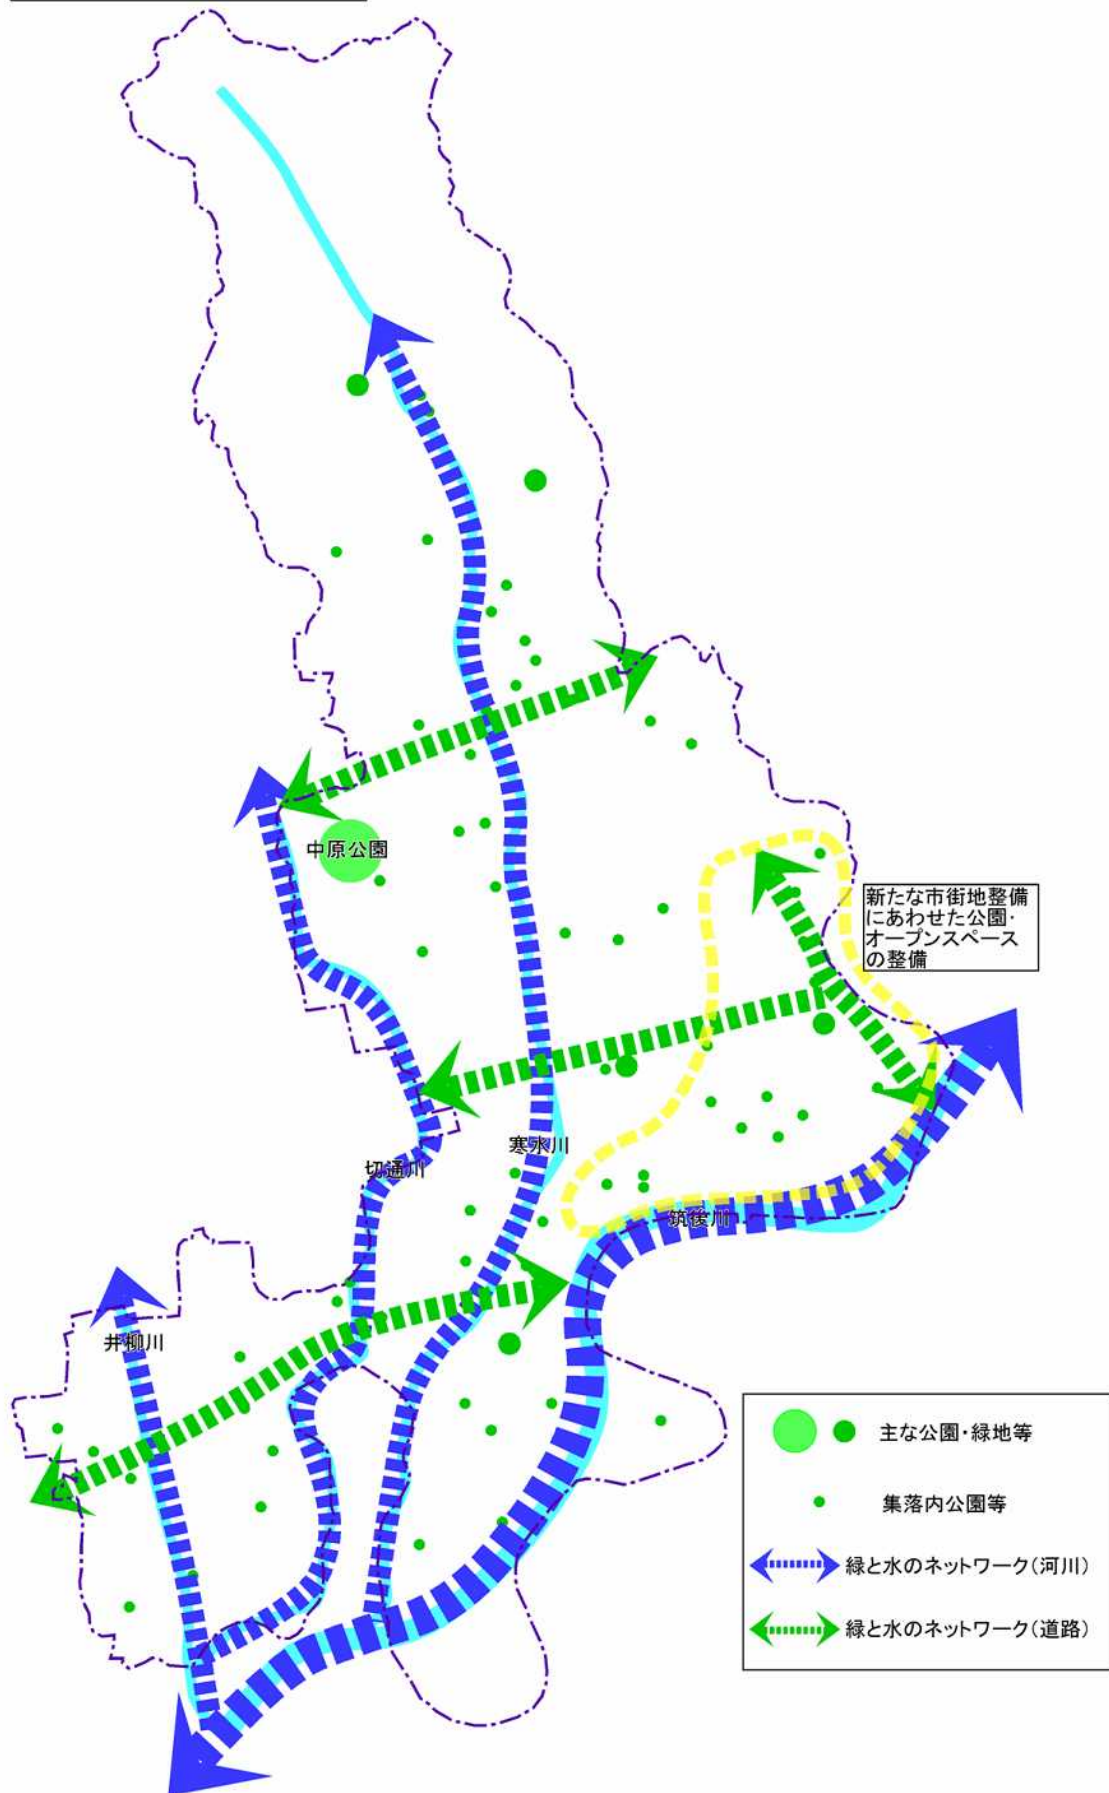 中原公園
新たな市街地整備
にあわせた公園・
オープンスペース
の整備
寒水川
切通川
筑後川
井柳川
主な公園・緑地等
集落内公園等
緑と水のネットワーク(河川)
緑と水のネットワーク(道路)